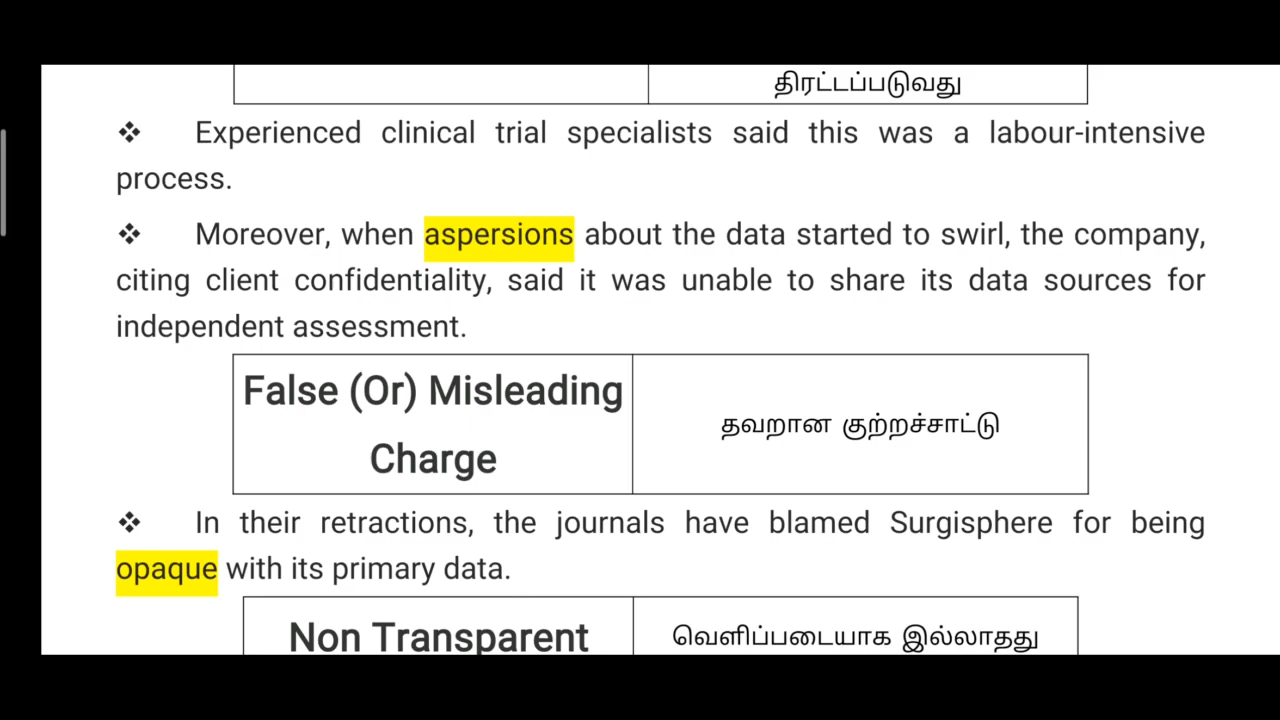 திரட்டப்படுவது
❖ Experienced clinical trial specialists said this was a labour-intensive
process.
❖ Moreover, when aspersions about the data started to swirl, the company,
citing client confidentiality, said it was unable to share its data sources for
independent assessment.
False (Or) Misleading
Charge
தவறான குற்றச்சாட்டு
❖ In their retractions, the journals have blamed Surgisphere for being
opaque with its primary data.
Non Transparent
வெளிப்படையாக இல்லாதது